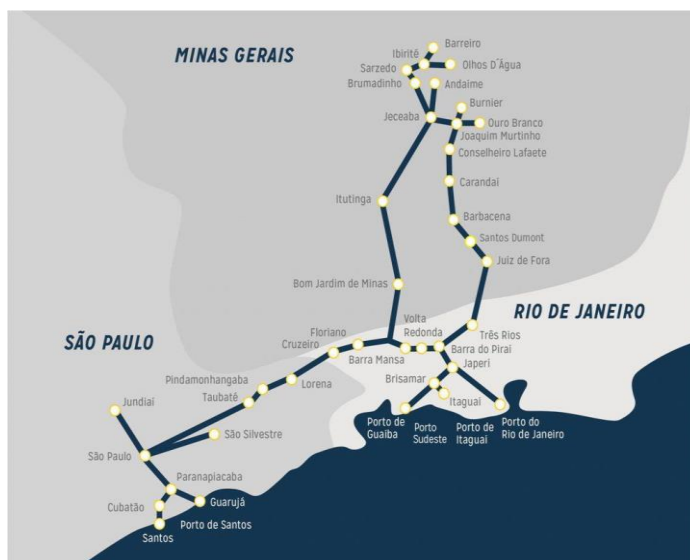 MINAS GERAIS
Barreiro
Ibirité
Olhos D´Água
Sarzedo
Brumadinho
Andaime
Burnier
Jeceaba
Ouro Branco
Joaquim Murtinho
Conselheiro Lafaete
Carandaí
Itutinga
Barbacena
Santos Dumont
Juiz de Fora
Bom Jardim de Minas
RIO DE JANEIRO
Volta
Redonda
Floriano
Três Rios
SÃO PAULO
Cruzeiro
Barra Mansa
Barra do Piraí
Japeri
Pindamonhangaba
Lorena
Brisamar
Taubaté
Itaguaí
Jundiaí
Porto de
Guaíba
Porto
Sudeste
Porto de
Itaguaí
Porto do
Rio de Janeiro
São Silvestre
São Paulo
Paranapiacaba
Guarujá
Cubatão
Porto de Santos
Santos